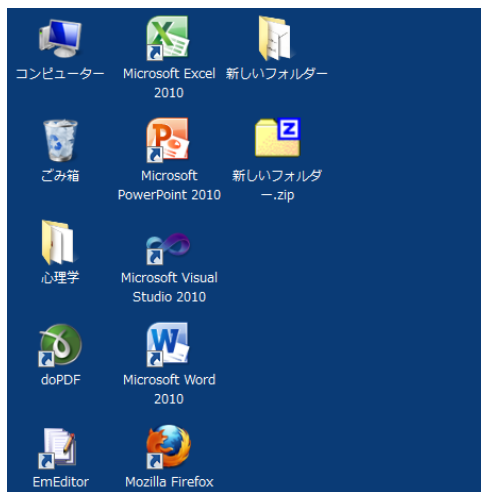 コンピューター
Microsoft Excel
2010
新しいフォルダー
ごみ箱
Microsoft
PowerPoint 2010
新しいフォルダ
ー.zip
心理学
Microsoft Visual
Studio 2010
doPDF
Microsoft Word
2010
EmEditor
Mozilla Firefox